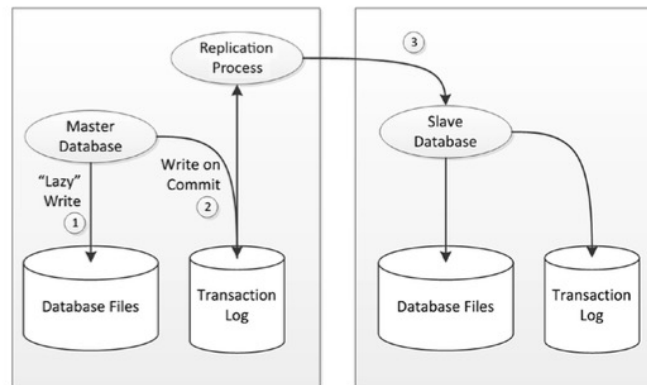 Replication
Process
3
Master
Database
Slave
Database
"Lazy"
Write
1
Write on
Commit
2
Database Files
Transaction
Log
Database Files
Transaction
Log